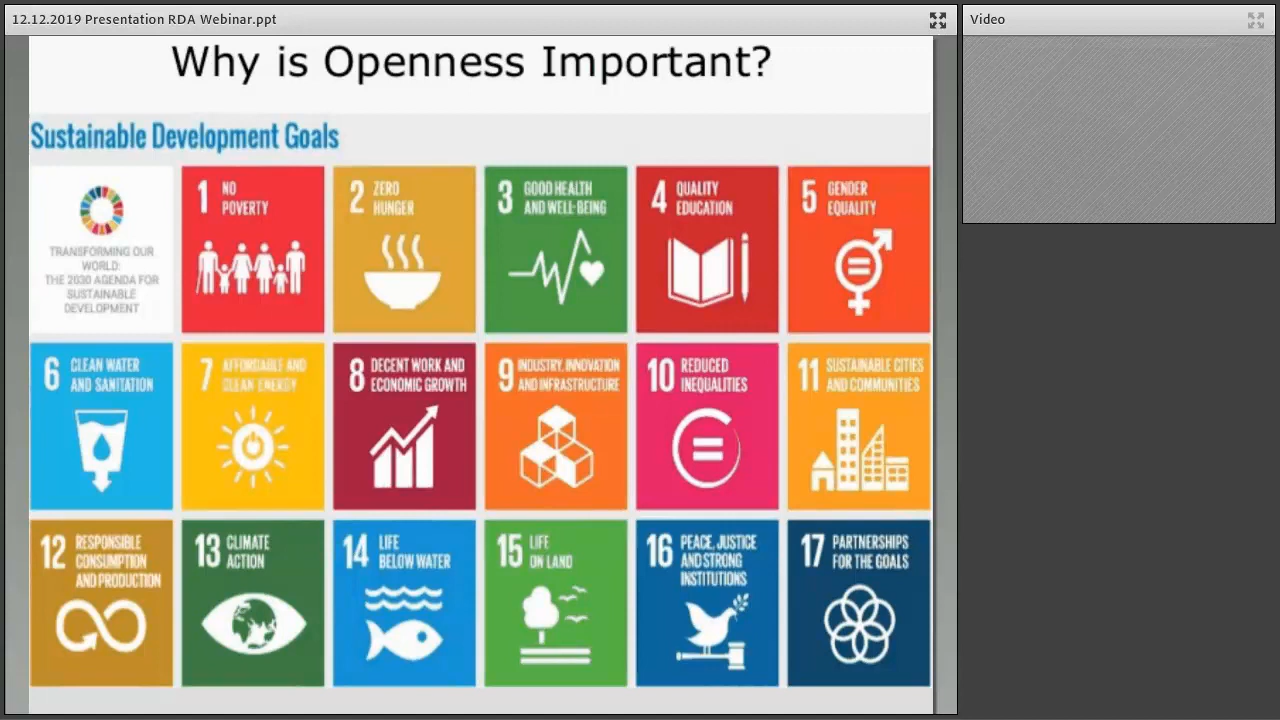 12.12.2019 Presentation RDA Webinar.ppt
Video
Why is Openness Important?
Sustainable Development Goals
TRANSFORMING OUR
WORLD:
THE 2030 AGENDA FOR
SUSTAINABLE
DEVELOPMENT
1 NO
POVERTY
2 ZERO
HUNGER
3 GOOD HEALTH
AND WELL-BEING
4 QUALITY
EDUCATION
5 GENDER
EQUALITY
6 CLEAN WATER
AND SANITATION
7 AFFORDABLE AND
CLEAN ENERGY
8 DECENT WORK AND
ECONOMIC GROWTH
9 INDUSTRY, INNOVATION
AND INFRASTRUCTURE
10 REDUCED
INEQUALITIES
11 SUSTAINABLE CITIES
AND COMMUNITIES
12 RESPONSIBLE
CONSUMPTION
AND PRODUCTION
13 CLIMATE
ACTION
14 LIFE
BELOW WATER
15 LIFE
ON LAND
16 PEACE, JUSTICE
AND STRONG
INSTITUTIONS
17 PARTNERSHIPS
FOR THE GOALS